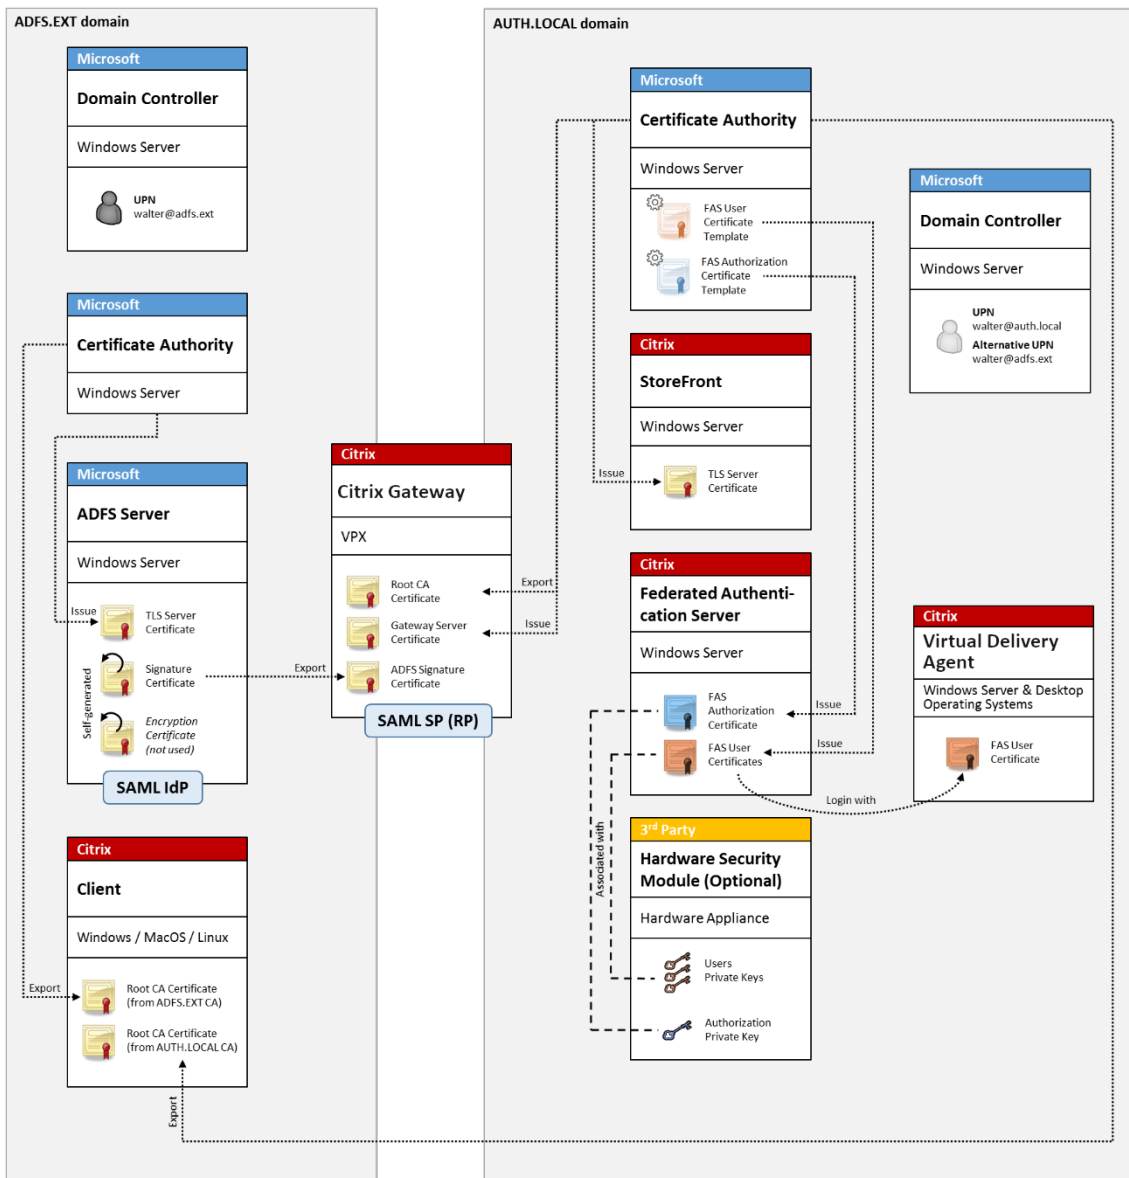 ADFS.EXT domain
Microsoft
Domain Controller
Windows Server
UPN
walter@adfs.ext
Microsoft
Certificate Authority
Windows Server
Microsoft
ADFS Server
Windows Server
Issue
TLS Server
Certificate
Self-generated
Signature
Certificate
Encryption
Certificate
(not used)
SAML IdP
Citrix
Client
Windows / MacOS / Linux
Export
Root CA Certificate
(from ADFS.EXT CA)
Root CA Certificate
(from AUTH.LOCAL CA)
Export
Citrix
Citrix Gateway
VPX
Root CA
Certificate
Export
Gateway Server
Certificate
Issue
Export
ADFS Signature
Certificate
SAML SP (RP)
AUTH.LOCAL domain
Microsoft
Certificate Authority
Windows Server
FAS User
Certificate
Template
FAS Authorization
Certificate
Template
Citrix
StoreFront
Windows Server
Issue
TLS Server
Certificate
Citrix
Federated Authenti-
cation Server
Windows Server
FAS
Authorization
Certificate
Issue
FAS User
Certificates
Issue
Login with
Associated with
3rd Party
Hardware Security
Module (Optional)
Hardware Appliance
Users
Private Keys
Authorization
Private Key
Microsoft
Domain Controller
Windows Server
UPN
walter@auth.local
Alternative UPN
walter@adfs.ext
Citrix
Virtual Delivery
Agent
Windows Server & Desktop
Operating Systems
FAS User
Certificate